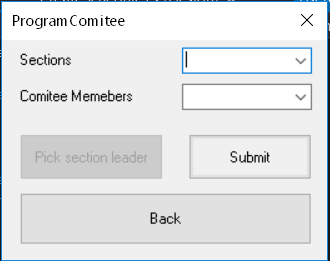 Program Comitee
Sections
Comitee Memebers
Pick section leader
Submit
Back